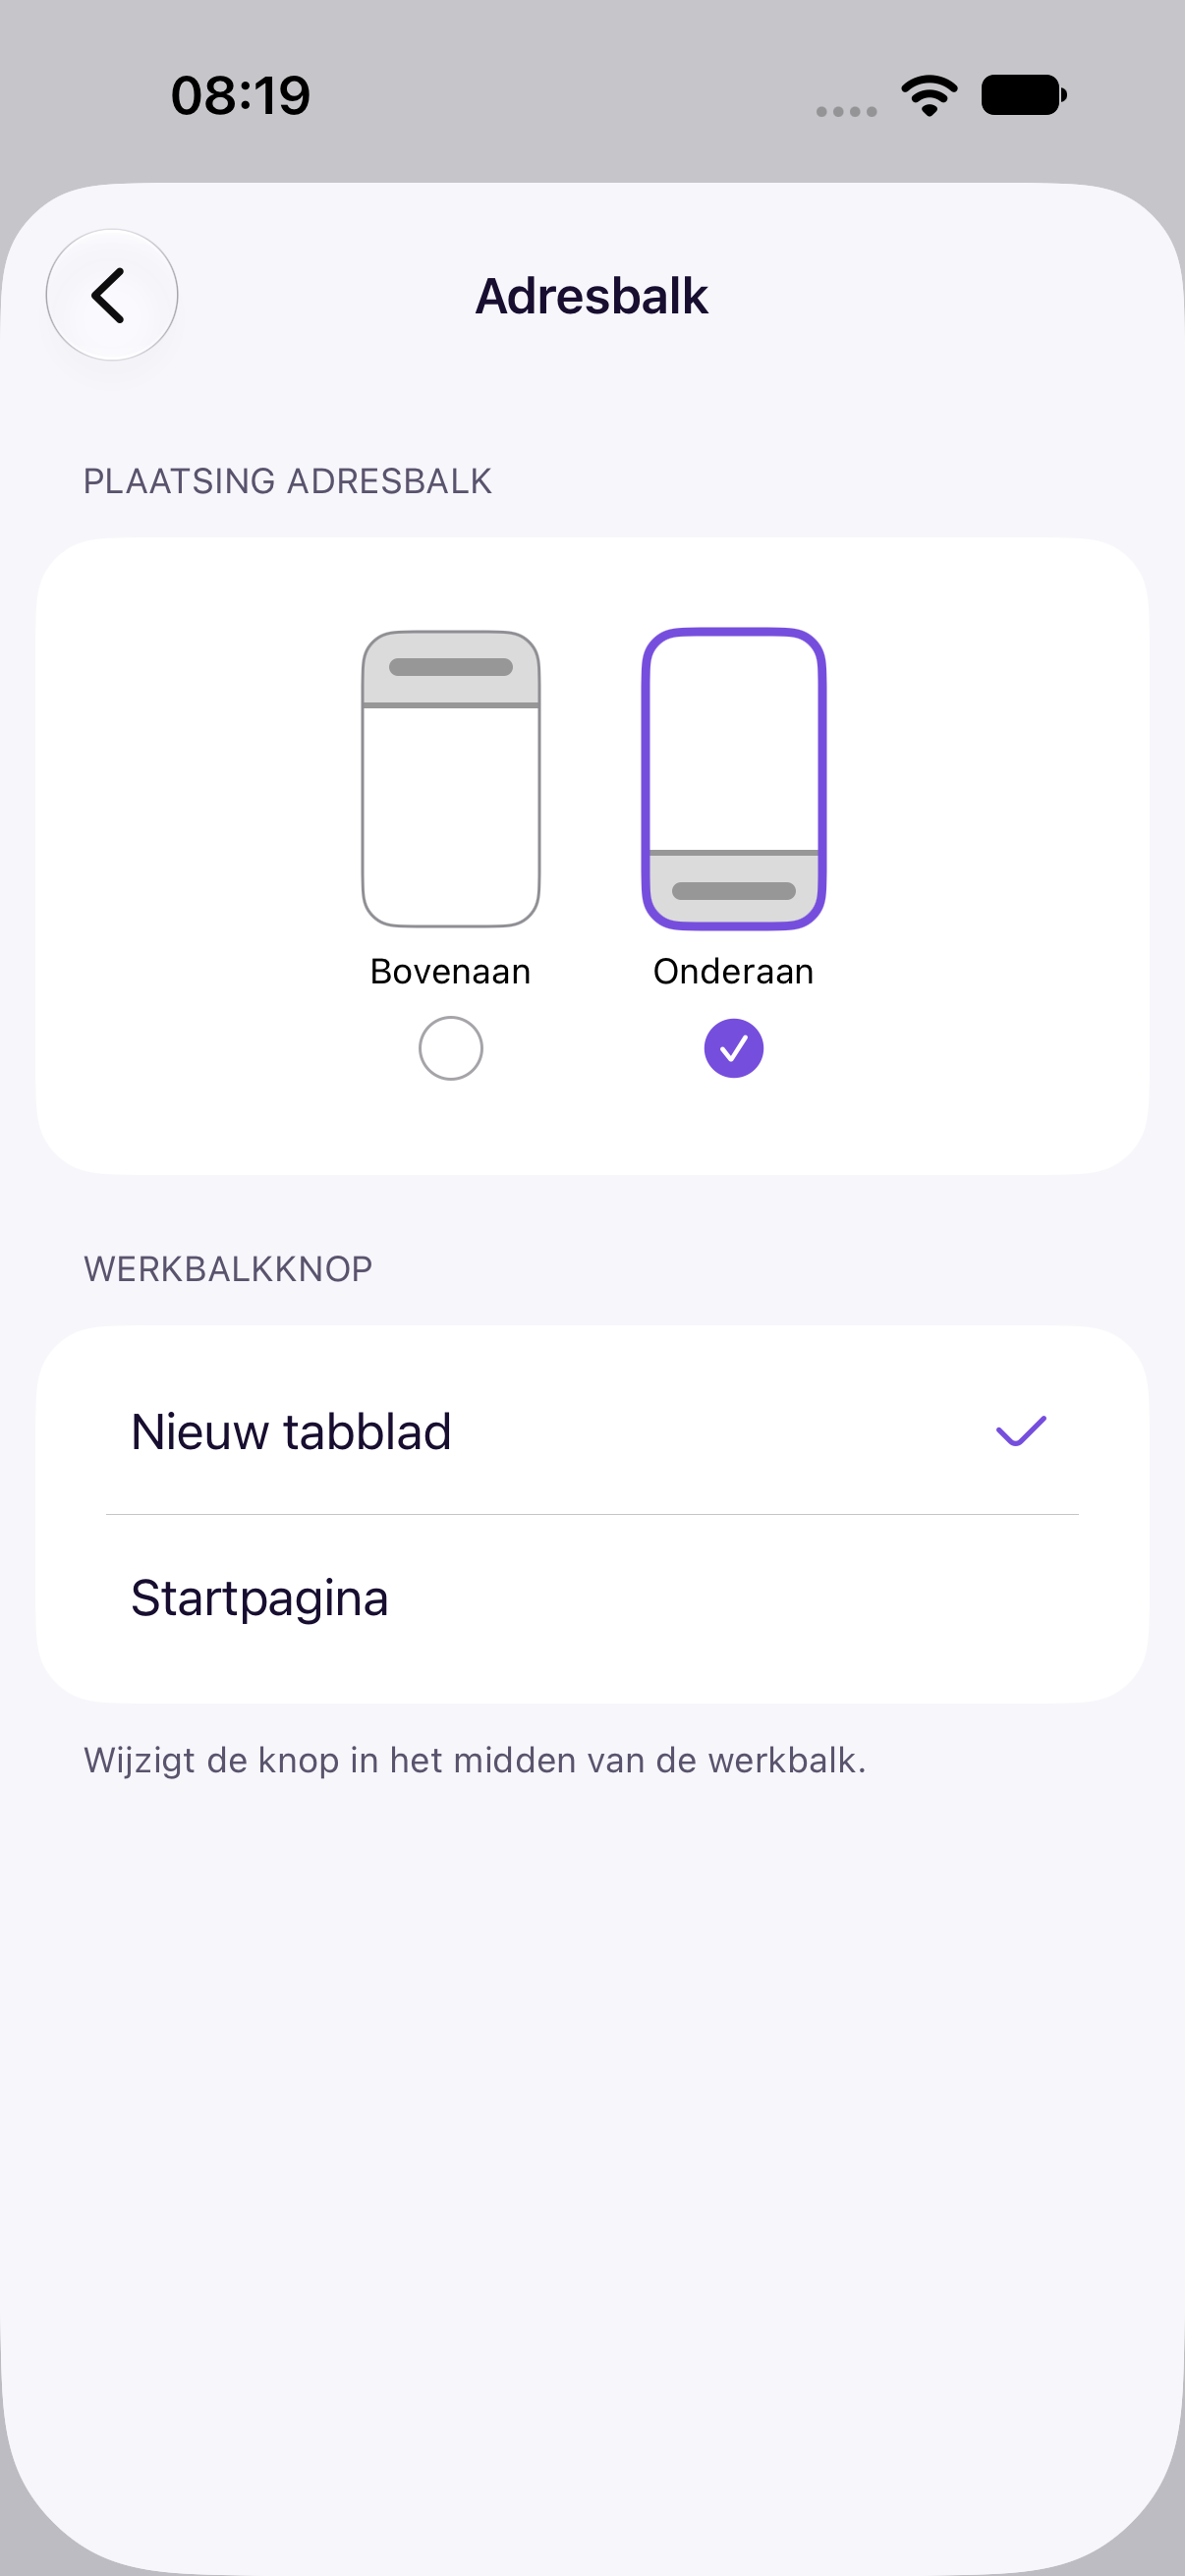 08:19
Adresbalk
PLAATSING ADRESBALK
Bovenaan
Onderaan
WERKBALKKNOP
Nieuw tabblad
Startpagina
Wijzigt de knop in het midden van de werkbalk.